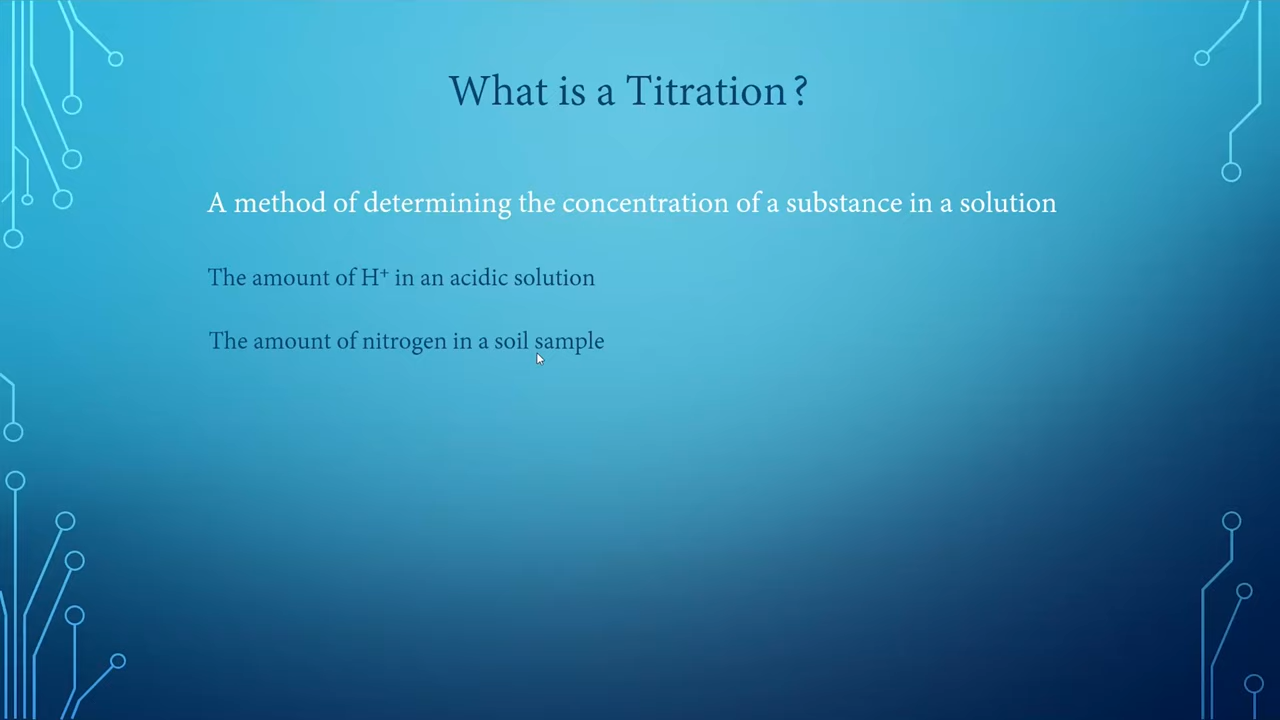 What is a Titration?
A method of determining the concentration of a substance in a solution
The amount of H⁺ in an acidic solution
The amount of nitrogen in a soil sample